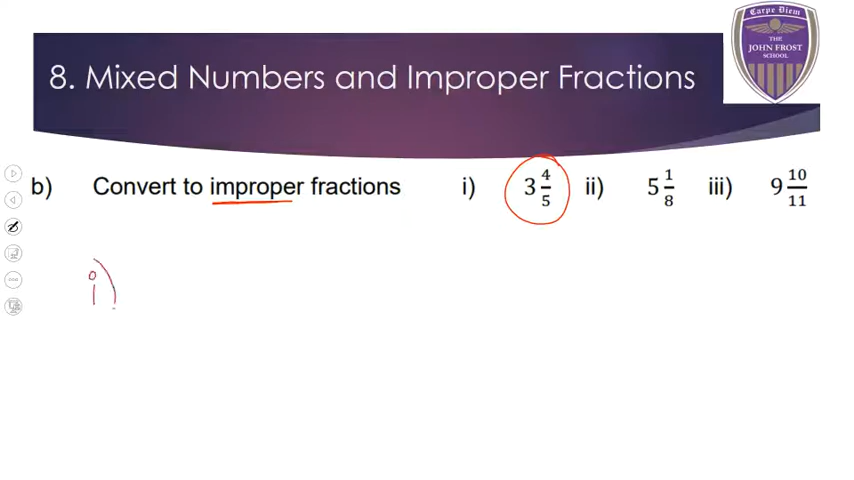 Carpe Diem
THE
JOHN FROST
SCHOOL
8. Mixed Numbers and Improper Fractions
b) Convert to improper fractions i) 3 4/5 ii) 5 1/8 iii) 9 10/11
i)